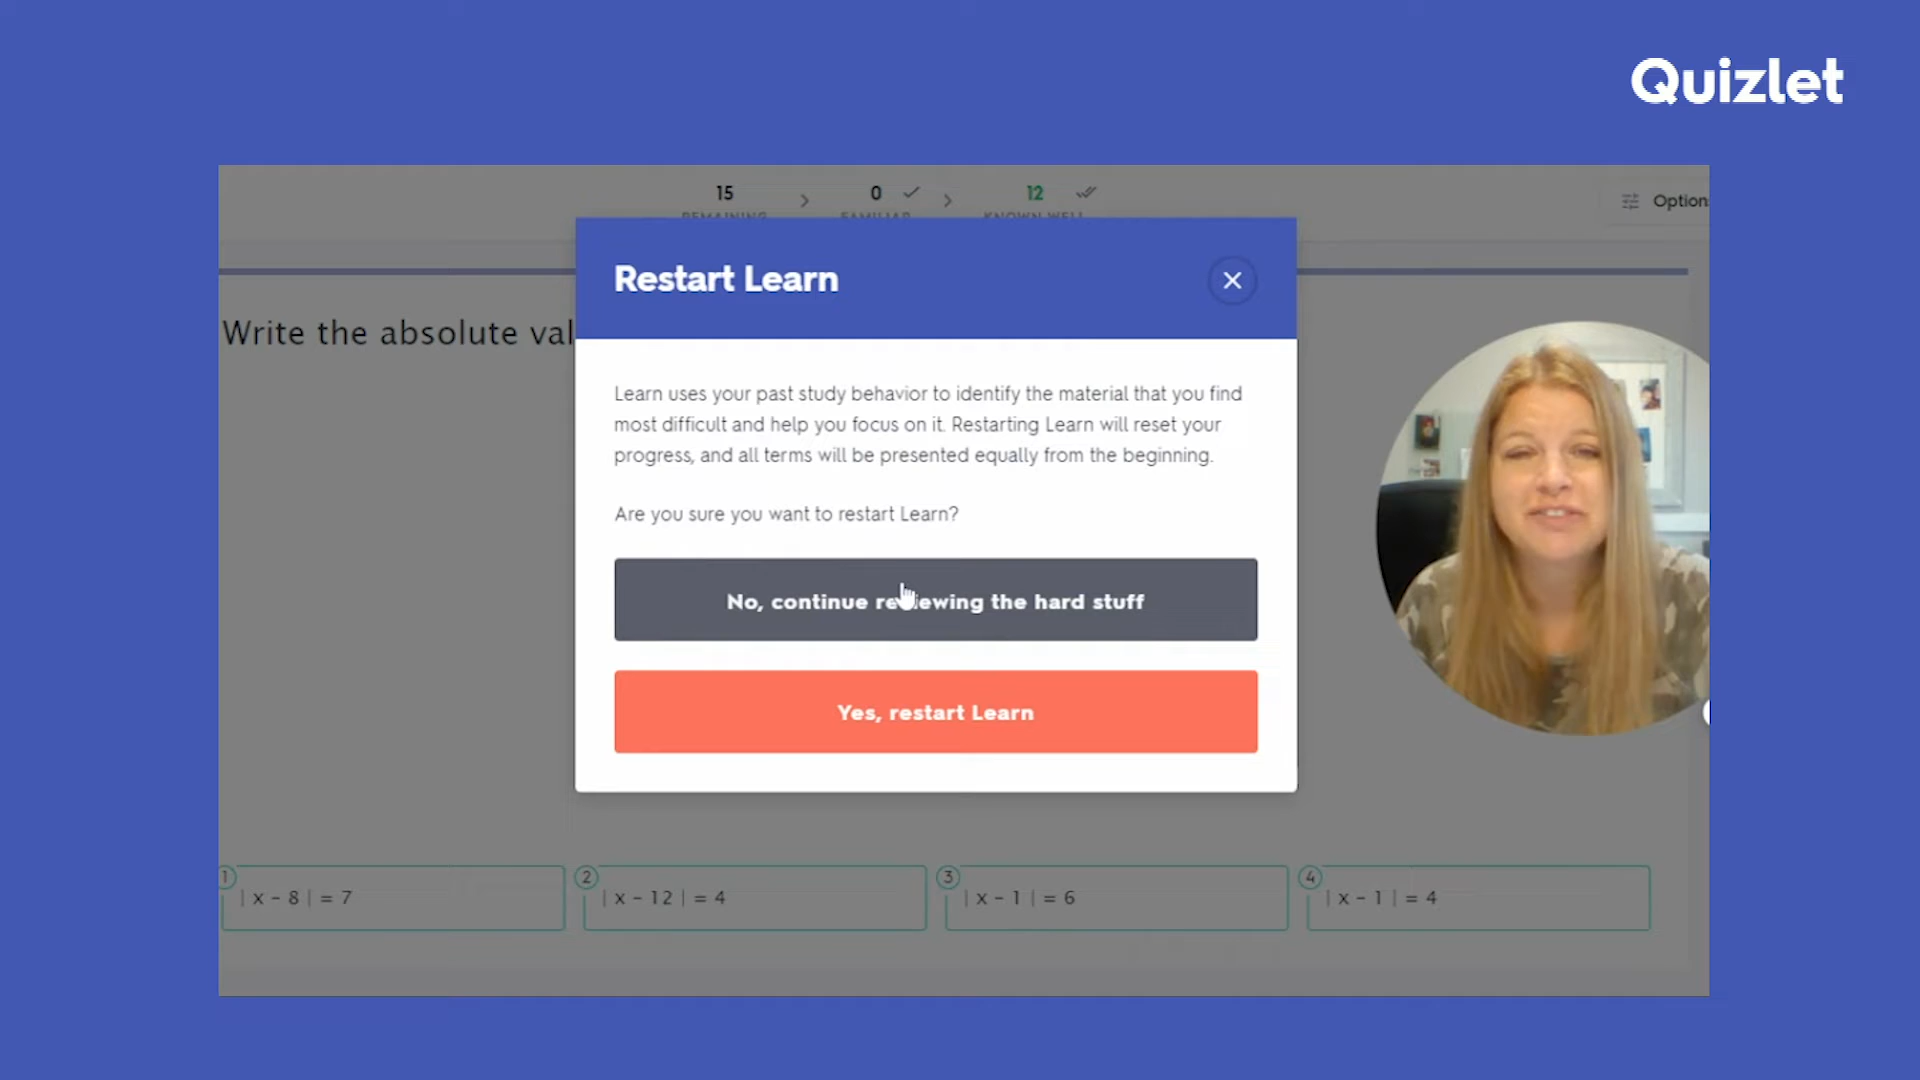 Quizlet
15
0
12
REMAINING
FAMILIAR
KNOWN WELL
Option
Restart Learn
Write the absolute val
Learn uses your past study behavior to identify the material that you find
most difficult and help you focus on it. Restarting Learn will reset your
progress, and all terms will be presented equally from the beginning.
Are you sure you want to restart Learn?
No, continue reviewing the hard stuff
Yes, restart Learn
1
| x - 8 | = 7
2
| x - 12 | = 4
3
| x - 1 | = 6
4
| x - 1 | = 4